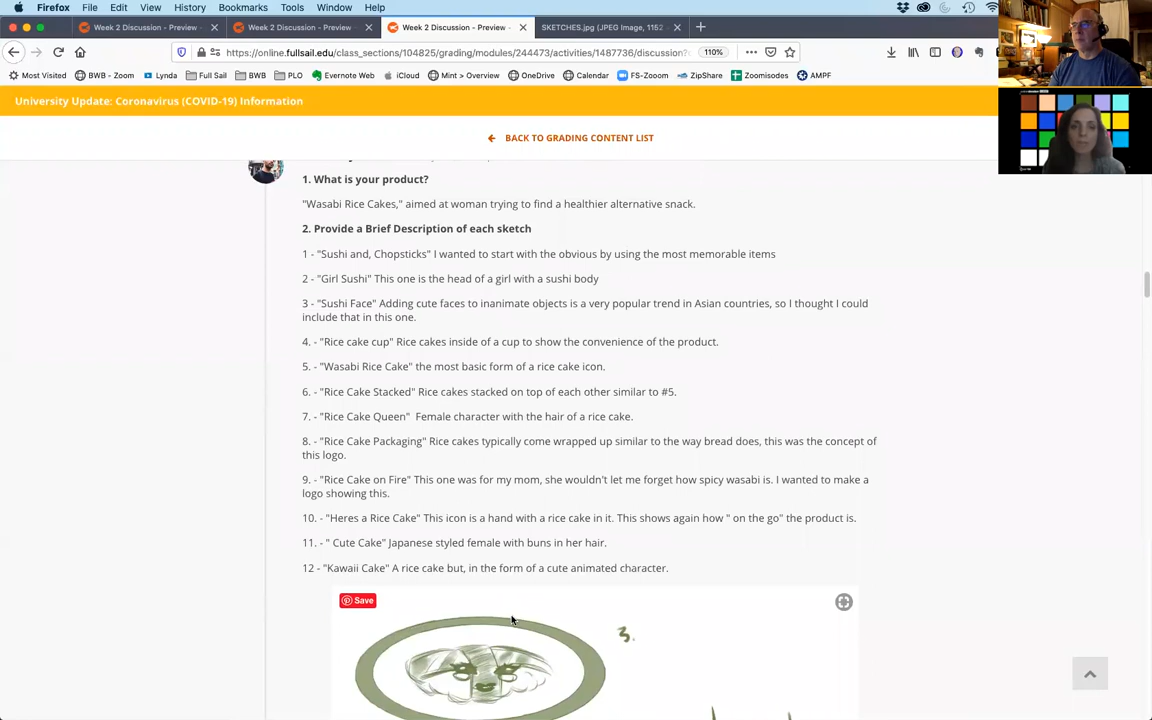 Firefox File Edit View History Bookmarks Tools Window Help
Week 2 Discussion - Preview - Week 2 Discussion - Preview - Week 2 Discussion - Preview - SKETCHES.jpg (JPEG Image, 1152
https://online.fullsail.edu/class_sections/104825/grading/modules/244473/activities/1487736/discussion? 110%
Most Visited BWB - Zoom Lynda Full Sail BWB PLO Evernote Web iCloud Mint > Overview OneDrive Calendar FS-Zooom ZipShare Zoomisodes AMPF
University Update: Coronavirus (COVID-19) Information
BACK TO GRADING CONTENT LIST
1. What is your product?
"Wasabi Rice Cakes," aimed at woman trying to find a healthier alternative snack.
2. Provide a Brief Description of each sketch
1 - "Sushi and, Chopsticks" I wanted to start with the obvious by using the most memorable items
2 - "Girl Sushi" This one is the head of a girl with a sushi body
3 - "Sushi Face" Adding cute faces to inanimate objects is a very popular trend in Asian countries, so I thought I could
include that in this one.
4. - "Rice cake cup" Rice cakes inside of a cup to show the convenience of the product.
5. - "Wasabi Rice Cake" the most basic form of a rice cake icon.
6. - "Rice Cake Stacked" Rice cakes stacked on top of each other similar to #5.
7. - "Rice Cake Queen" Female character with the hair of a rice cake.
8. - "Rice Cake Packaging" Rice cakes typically come wrapped up similar to the way bread does, this was the concept of
this logo.
9. - "Rice Cake on Fire" This one was for my mom, she wouldn't let me forget how spicy wasabi is. I wanted to make a
logo showing this.
10. - "Heres a Rice Cake" This icon is a hand with a rice cake in it. This shows again how " on the go" the product is.
11. - " Cute Cake" Japanese styled female with buns in her hair.
12 - "Kawaii Cake" A rice cake but, in the form of a cute animated character.
Save
3.